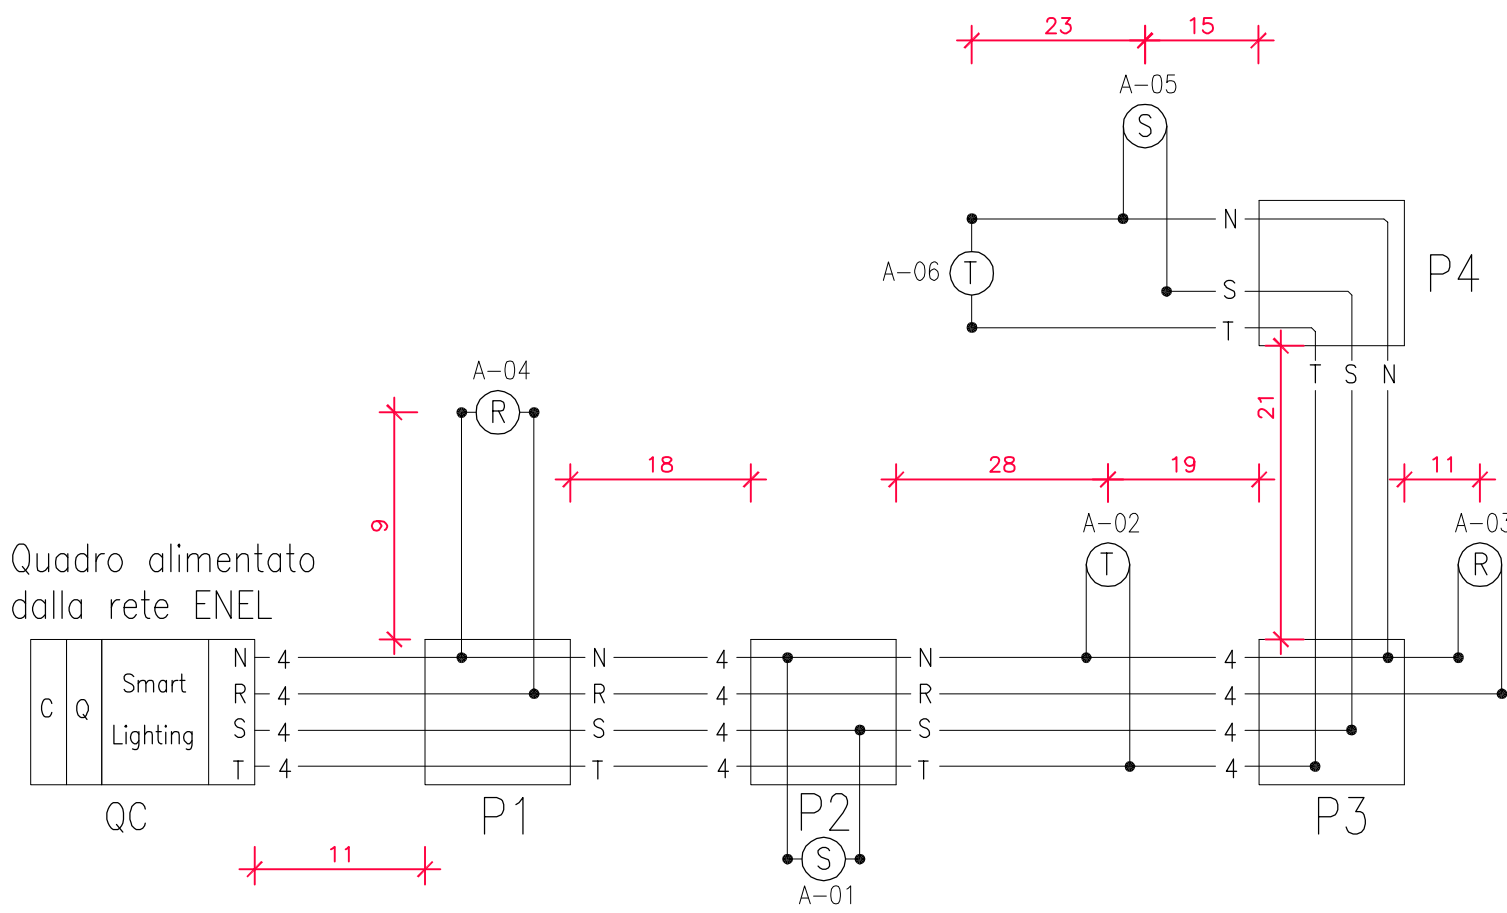 23 15
A-05
S
N
A-06 T
S
P4
T
T S N
A-04
R
21
18
28 19 11
9
A-02 A-03
T R
Quadro alimentato
dalla rete ENEL
C Q Smart
Lighting
N 4 N 4 N 4
R 4 R 4 R 4
S 4 S 4 S 4
T 4 T 4 T 4
QC P1 P2 P3
11
S
A-01